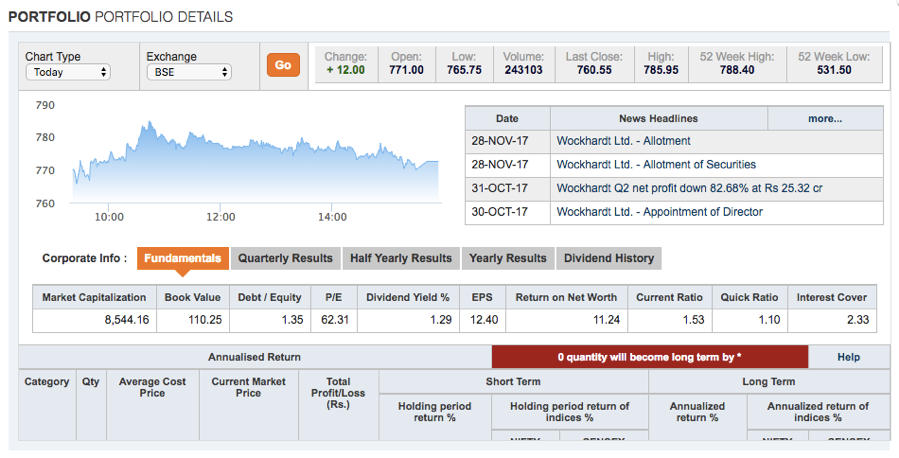 PORTFOLIO PORTFOLIO DETAILS
Chart Type
Today
Exchange
BSE
Go
Change: Open: Low: Volume: Last Close: High: 52 Week High: 52 Week Low:
+ 12.00 771.00 765.75 243103 760.55 785.95 788.40 531.50
790
780
770
760
10:00 12:00 14:00
Date News Headlines more...
28-NOV-17 Wockhardt Ltd. - Allotment
28-NOV-17 Wockhardt Ltd. - Allotment of Securities
31-OCT-17 Wockhardt Q2 net profit down 82.68% at Rs 25.32 cr
30-OCT-17 Wockhardt Ltd. - Appointment of Director
Corporate Info : Fundamentals Quarterly Results Half Yearly Results Yearly Results Dividend History
Market Capitalization Book Value Debt / Equity P/E Dividend Yield % EPS Return on Net Worth Current Ratio Quick Ratio Interest Cover
8,544.16 110.25 1.35 62.31 1.29 12.40 11.24 1.53 1.10 2.33
Annualised Return 0 quantity will become long term by * Help
Category Qty Average Cost Price Current Market Price Total Profit/Loss (Rs.) Short Term Long Term
Holding period return % Holding period return of indices % Annualized return % Annualized return of indices %
NIFTY SENSEX NIFTY SENSEX